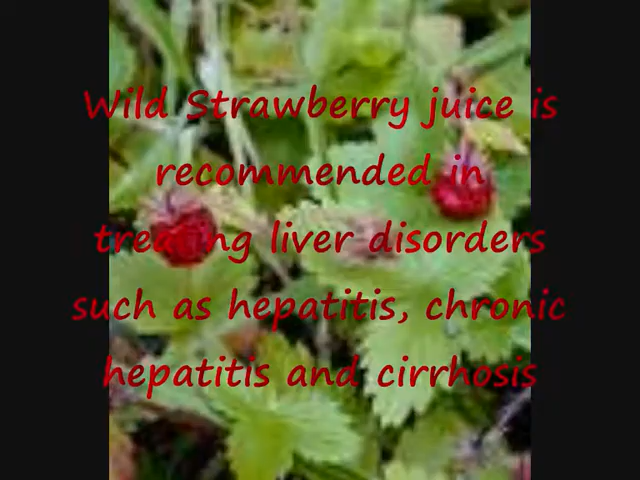 Wild Strawberry juice is
recommended in
treating liver disorders
such as hepatitis, chronic
hepatitis and cirrhosis